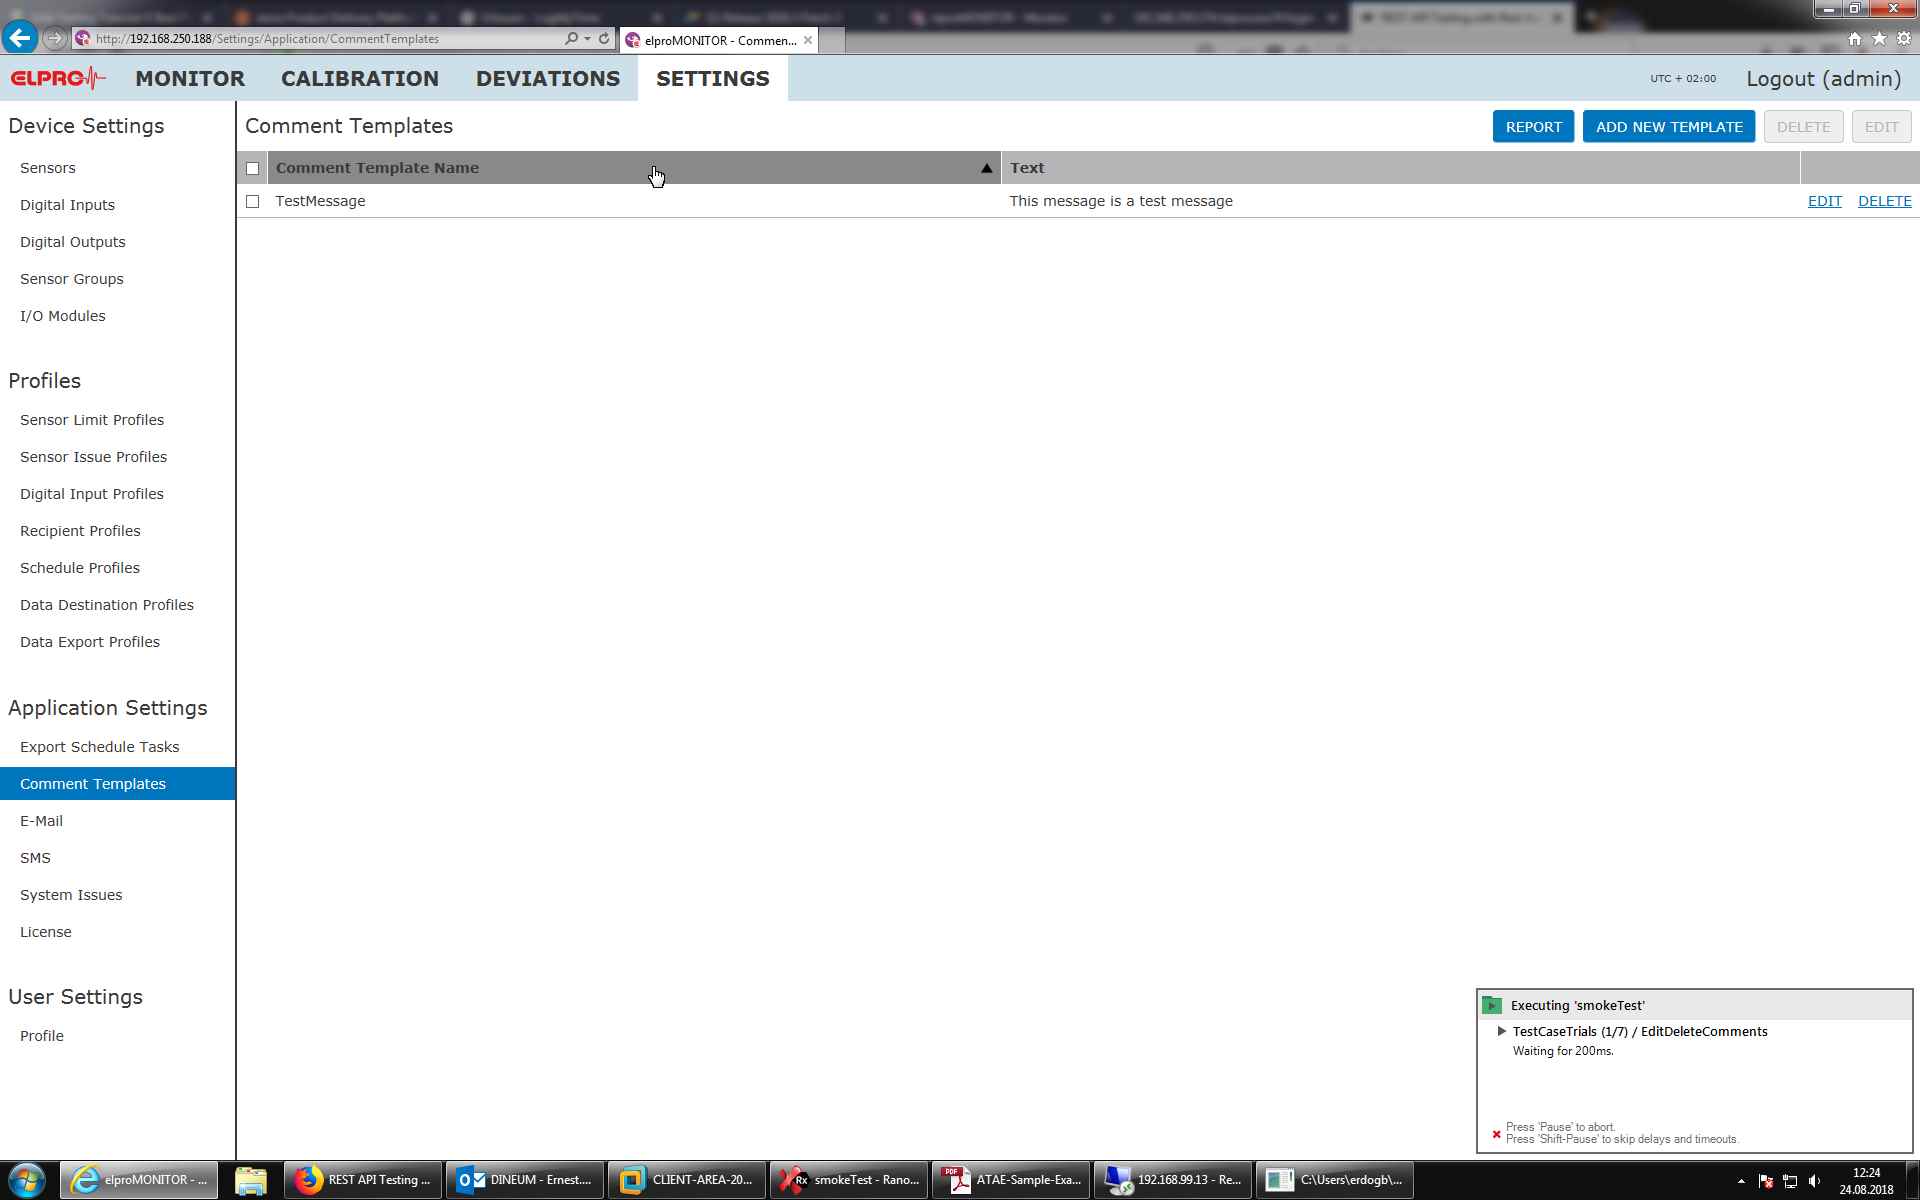 http://192.168.250.188/Settings/Application/CommentTemplates
elproMONITOR - Commen...
ELPRO
MONITOR
CALIBRATION
DEVIATIONS
SETTINGS
UTC + 02:00
Logout (admin)
Device Settings
Sensors
Digital Inputs
Digital Outputs
Sensor Groups
I/O Modules
Profiles
Sensor Limit Profiles
Sensor Issue Profiles
Digital Input Profiles
Recipient Profiles
Schedule Profiles
Data Destination Profiles
Data Export Profiles
Application Settings
Export Schedule Tasks
Comment Templates
E-Mail
SMS
System Issues
License
User Settings
Profile
Comment Templates
REPORT
ADD NEW TEMPLATE
DELETE
EDIT
Comment Template Name
Text
TestMessage
This message is a test message
EDIT
DELETE
Executing 'smokeTest'
TestCaseTrials (1/7) / EditDeleteComments
Waiting for 200ms.
Press 'Pause' to abort.
Press 'Shift-Pause' to skip delays and timeouts.
elproMONITOR - ...
REST API Testing ...
DINEUM - Ernest....
CLIENT-AREA-20...
Rx
smokeTest - Rano...
PDF
ATAE-Sample-Exa...
192.168.99.13 - Re...
C:\Users\erdogb\...
12:24
24.08.2018